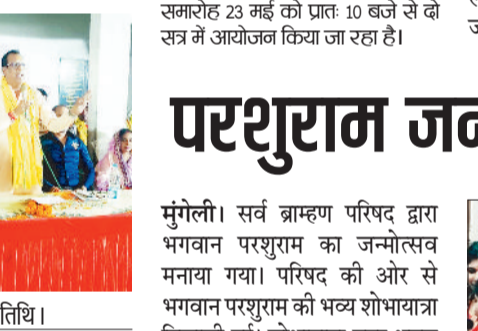 समारोह 23 मई को प्रातः 10 बजे से दो
सत्र में आयोजन किया जा रहा है।
परशुराम
मुंगेली। सर्व ब्राम्हण परिषद द्वारा
भगवान परशुराम का जन्मोत्सव
मनाया गया। परिषद की ओर से
भगवान परशुराम की भव्य शोभायात्रा
तिथि।